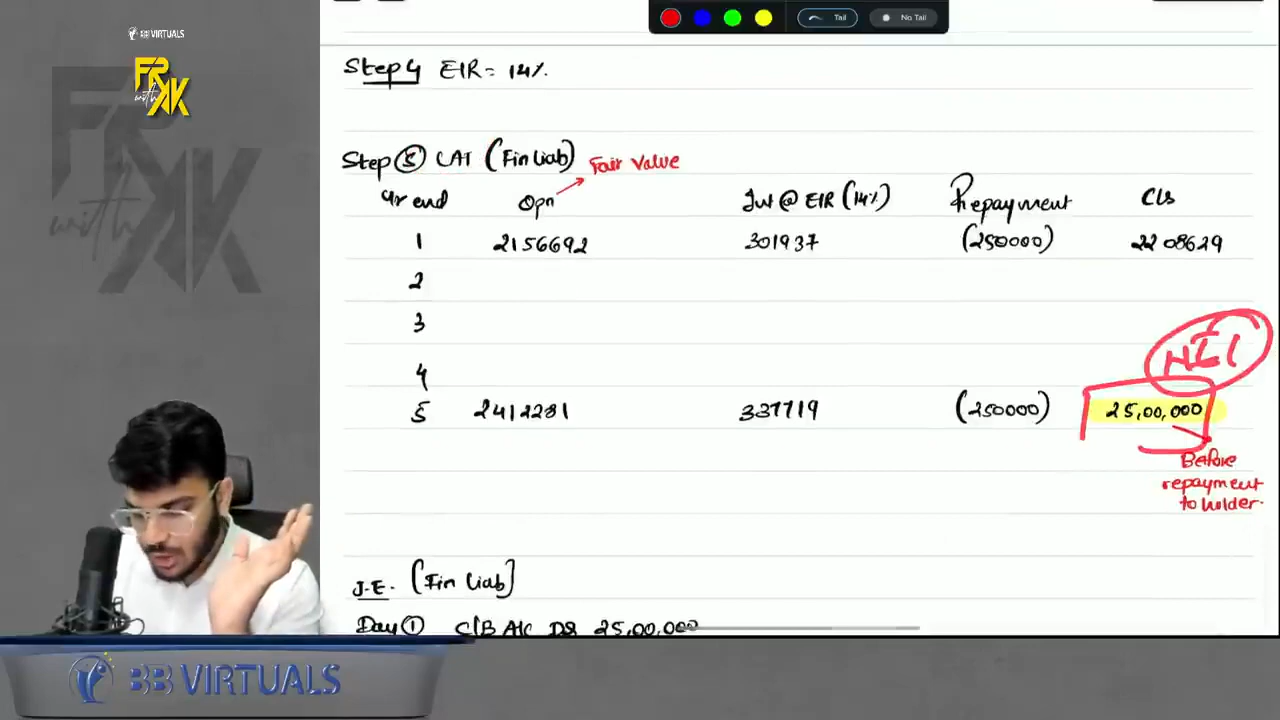 Tail
No Tail
BB VIRTUALS
FR
with
AK
Step 4 EIR = 14%.
Step ⑤ CAT (Fin Liab)
Fair Value
Yr end Opn Int @ EIR (14%) Repayment Cls
1 2156692 301937 (250000) 2208629
2
3
4
NIL
5 2412281 337719 (250000) 25,00,000
Before
repayment
to holder.
J.E. (Fin Liab)
Day ① C/B A/C Dr 25,00,000
BB VIRTUALS